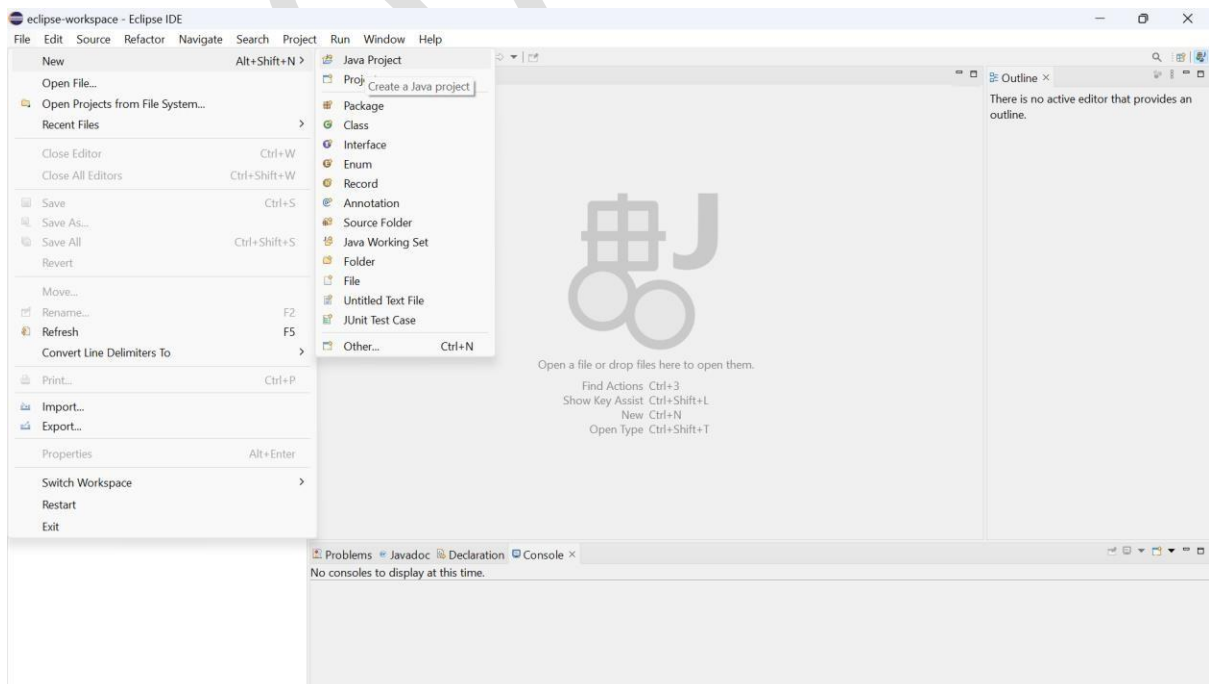 eclipse-workspace - Eclipse IDE
File Edit Source Refactor Navigate Search Project Run Window Help
New Alt+Shift+N >
Open File...
Open Projects from File System...
Recent Files >
Close Editor Ctrl+W
Close All Editors Ctrl+Shift+W
Save Ctrl+S
Save As...
Save All Ctrl+Shift+S
Revert
Move...
Rename... F2
Refresh F5
Convert Line Delimiters To >
Print... Ctrl+P
Import...
Export...
Properties Alt+Enter
Switch Workspace >
Restart
Exit
Java Project
Create a Java project
Package
Class
Interface
Enum
Record
Annotation
Source Folder
Java Working Set
Folder
File
Untitled Text File
JUnit Test Case
Other... Ctrl+N
Open a file or drop files here to open them.
Find Actions Ctrl+3
Show Key Assist Ctrl+Shift+L
New Ctrl+N
Open Type Ctrl+Shift+T
Outline ×
There is no active editor that provides an
outline.
Problems Javadoc Declaration Console ×
No consoles to display at this time.